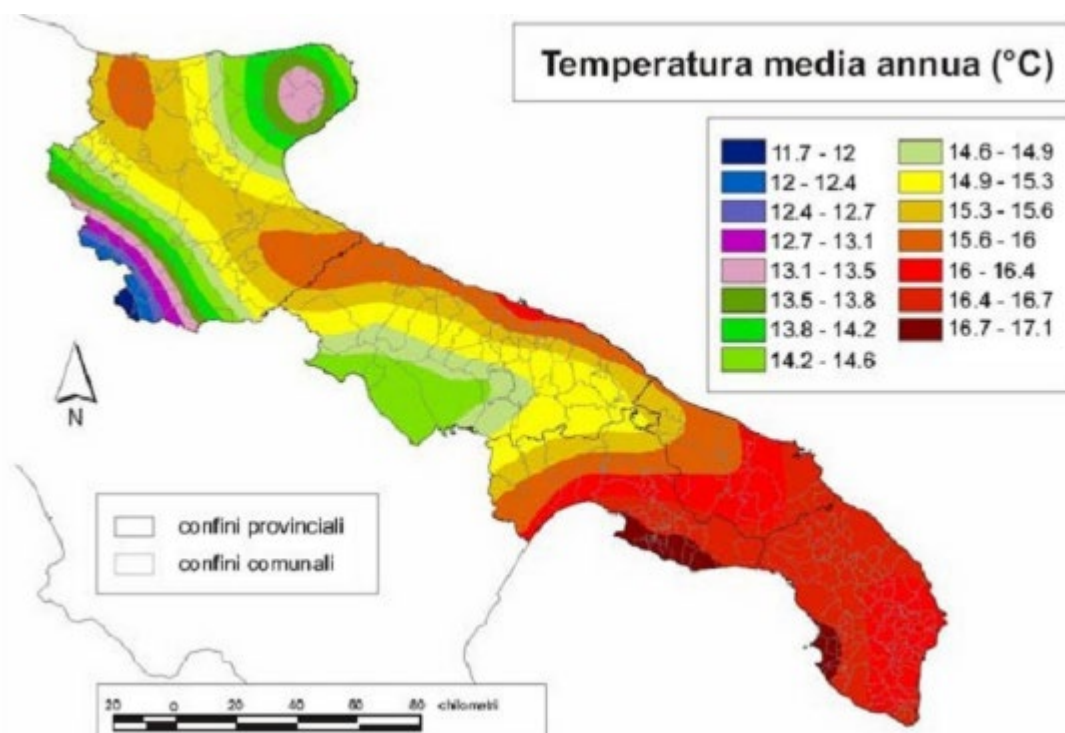 Temperatura media annua (°C)
11.7 - 12
12 - 12.4
12.4 - 12.7
12.7 - 13.1
13.1 - 13.5
13.5 - 13.8
13.8 - 14.2
14.2 - 14.6
14.6 - 14.9
14.9 - 15.3
15.3 - 15.6
15.6 - 16
16 - 16.4
16.4 - 16.7
16.7 - 17.1
N
confini provinciali
confini comunali
20 0 20 40 60 80 chilometri